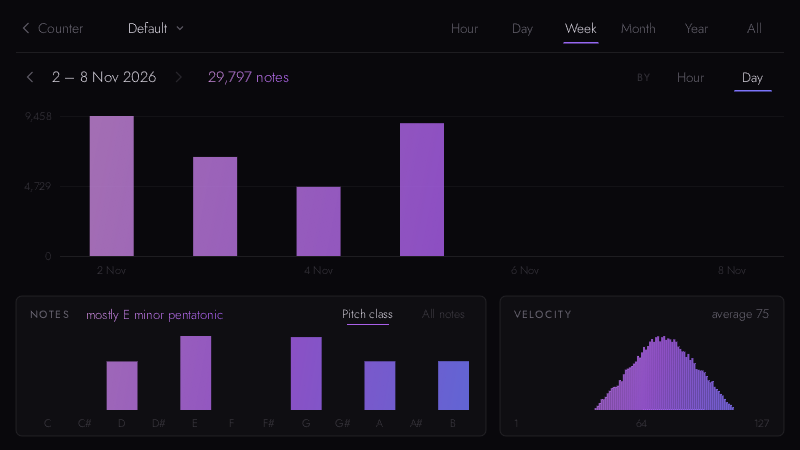 Counter Default Hour Day Week Month Year All
2 – 8 Nov 2026 29,797 notes BY Hour Day
9,458
4,729
0
2 Nov 4 Nov 6 Nov 8 Nov
NOTES mostly E minor pentatonic Pitch class All notes
C C# D D# E F F# G G# A A# B
VELOCITY average 75
1 64 127